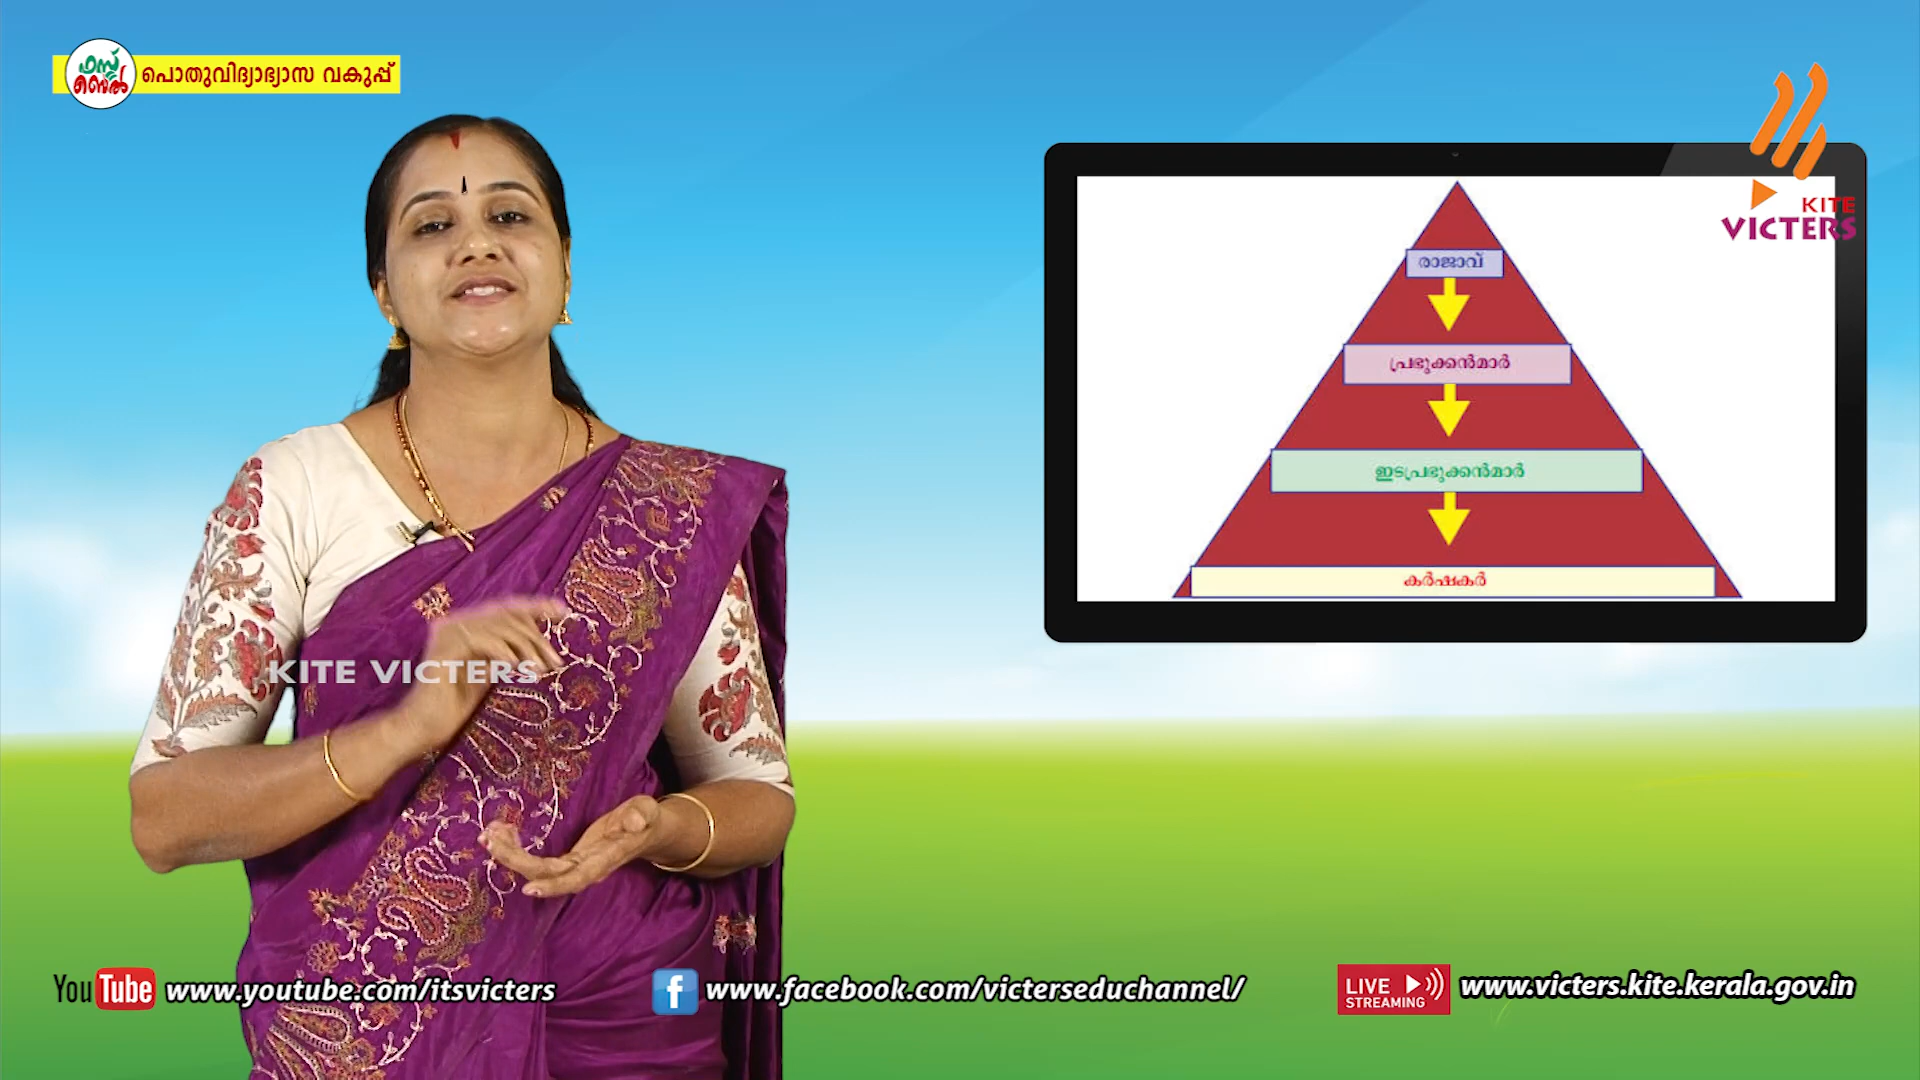 ഫസ്റ്റ്
ബെൽ
പൊതുവിദ്യാഭ്യാസ വകുപ്പ്
KITE
VICTERS
രാജാവ്
പ്രഭുക്കൻമാർ
ഇടപ്രഭുക്കൻമാർ
കർഷകർ
KITE VICTERS
YouTube www.youtube.com/itsvicters
f www.facebook.com/victerseduchannel/
LIVE
STREAMING
www.victers.kite.kerala.gov.in